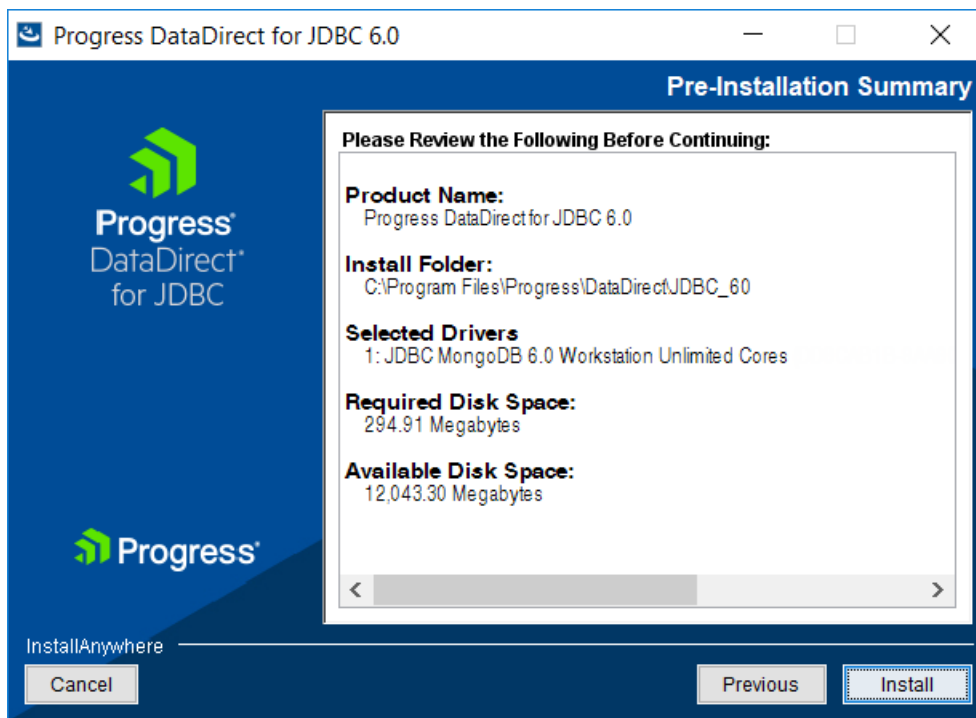 Progress DataDirect for JDBC 6.0
Pre-Installation Summary
Progress®
DataDirect®
for JDBC
Please Review the Following Before Continuing:
Product Name:
Progress DataDirect for JDBC 6.0
Install Folder:
C:\Program Files\Progress\DataDirect\JDBC_60
Selected Drivers
1: JDBC MongoDB 6.0 Workstation Unlimited Cores
Required Disk Space:
294.91 Megabytes
Available Disk Space:
12,043.30 Megabytes
Progress®
InstallAnywhere
Cancel
Previous
Install